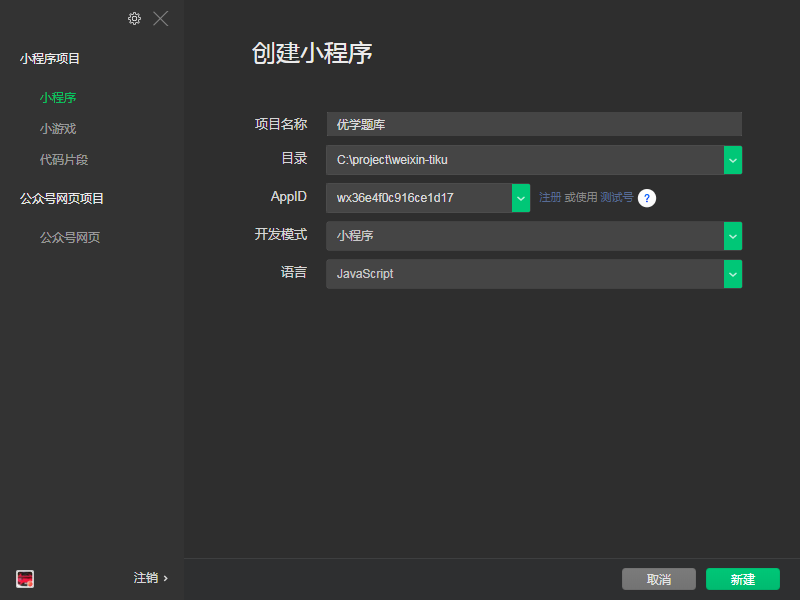 小程序项目
小程序
小游戏
代码片段
公众号网页项目
公众号网页
注销
创建小程序
项目名称 优学题库
目录 C:\project\weixin-tiku
AppID wx36e4f0c916ce1d17 注册 或使用 测试号 ?
开发模式 小程序
语言 JavaScript
取消 新建